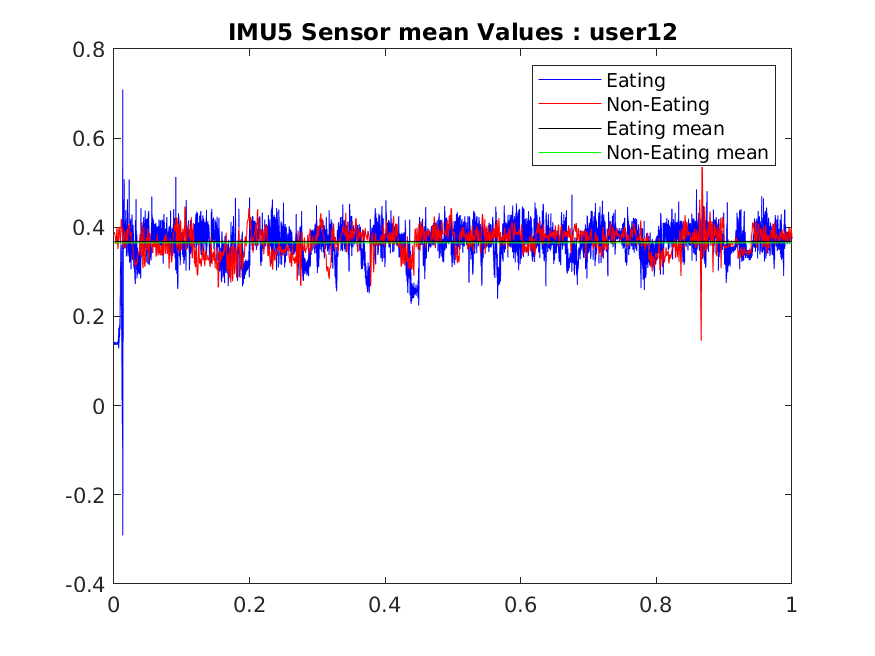 IMU5 Sensor mean Values : user12
0.8
0.6
0.4
0.2
0
-0.2
-0.4
0
0.2
0.4
0.6
0.8
1
Eating
Non-Eating
Eating mean
Non-Eating mean